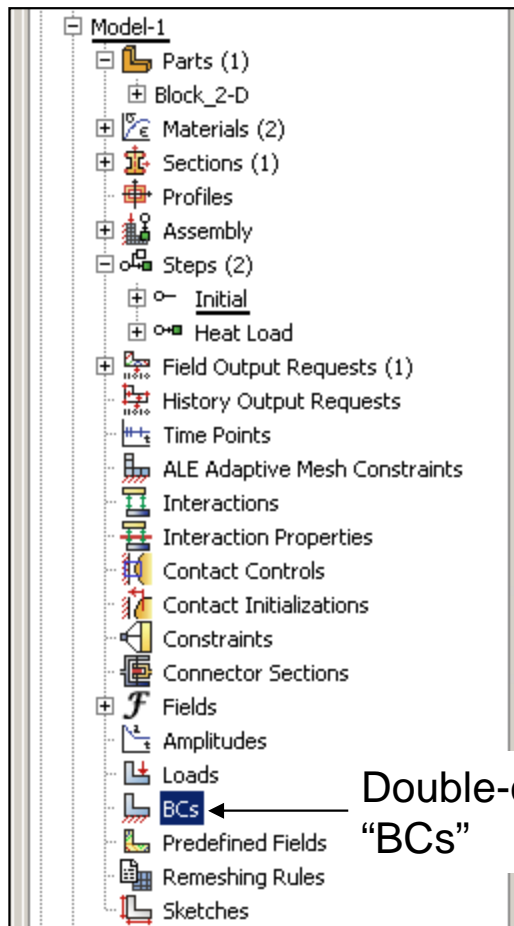 Model-1
Parts (1)
Block_2-D
Materials (2)
Sections (1)
Profiles
Assembly
Steps (2)
Initial
Heat Load
Field Output Requests (1)
History Output Requests
Time Points
ALE Adaptive Mesh Constraints
Interactions
Interaction Properties
Contact Controls
Contact Initializations
Constraints
Connector Sections
Fields
Amplitudes
Loads
BCs
Predefined Fields
Remeshing Rules
Sketches
“BCs”